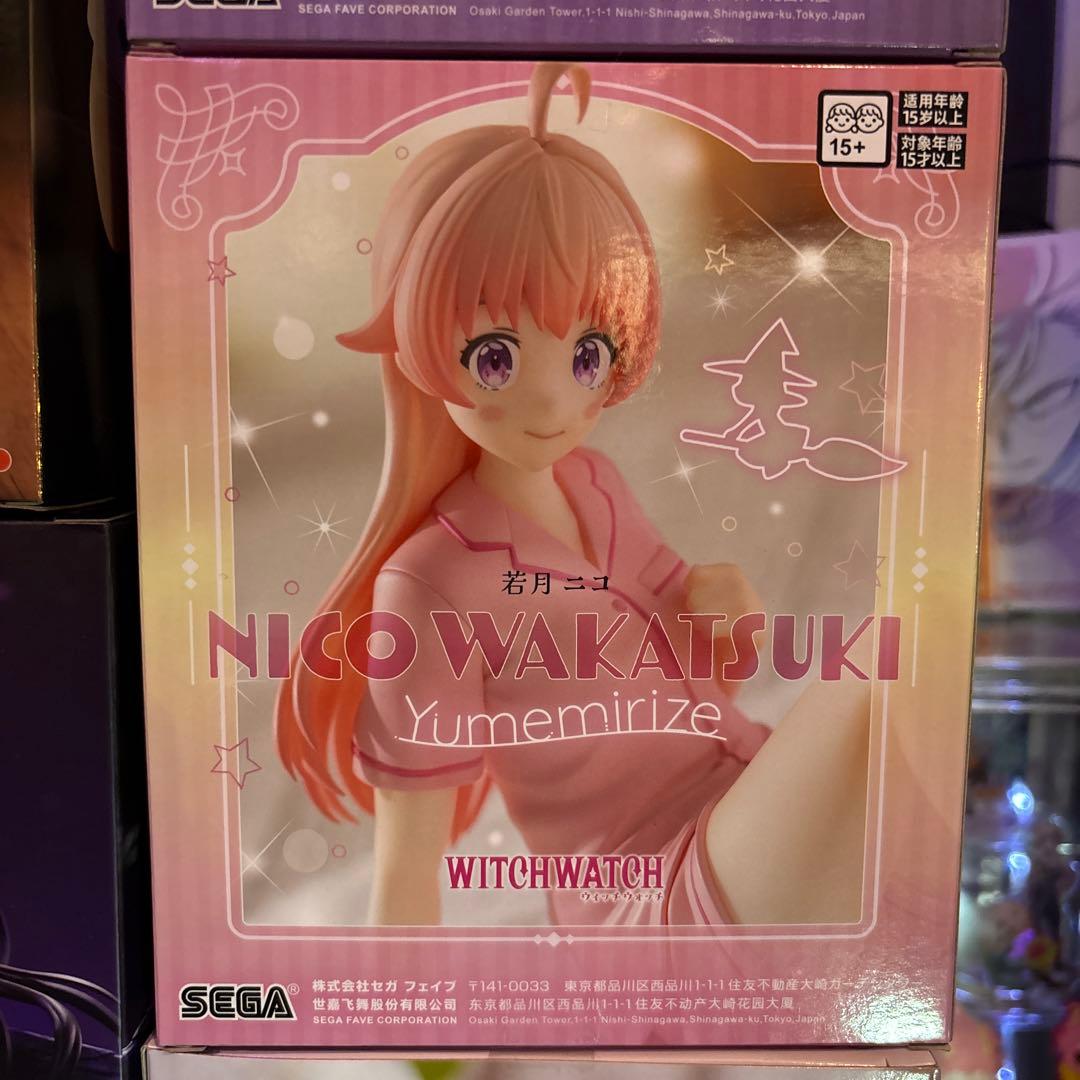 SEGA FAVE CORPORATION Osaki Garden Tower,1-1-1 Nishi-Shinagawa,Shinagawa-ku,Tokyo,Japan
15+
适用年龄
15岁以上
対象年齢
15才以上
若月 ニコ
NICO WAKATSUKI
Yumemirize
WITCH WATCH
ウィッチウォッチ
SEGA®
株式会社セガ フェイブ 〒141-0033 東京都品川区西品川1-1-1 住友不動産大崎ガーデ
世嘉飞舞股份有限公司 东京都品川区西品川1-1-1 住友不动产大崎花园大厦
SEGA FAVE CORPORATION Osaki Garden Tower,1-1-1 Nishi-Shinagawa,Shinagawa-ku,Tokyo,Japan